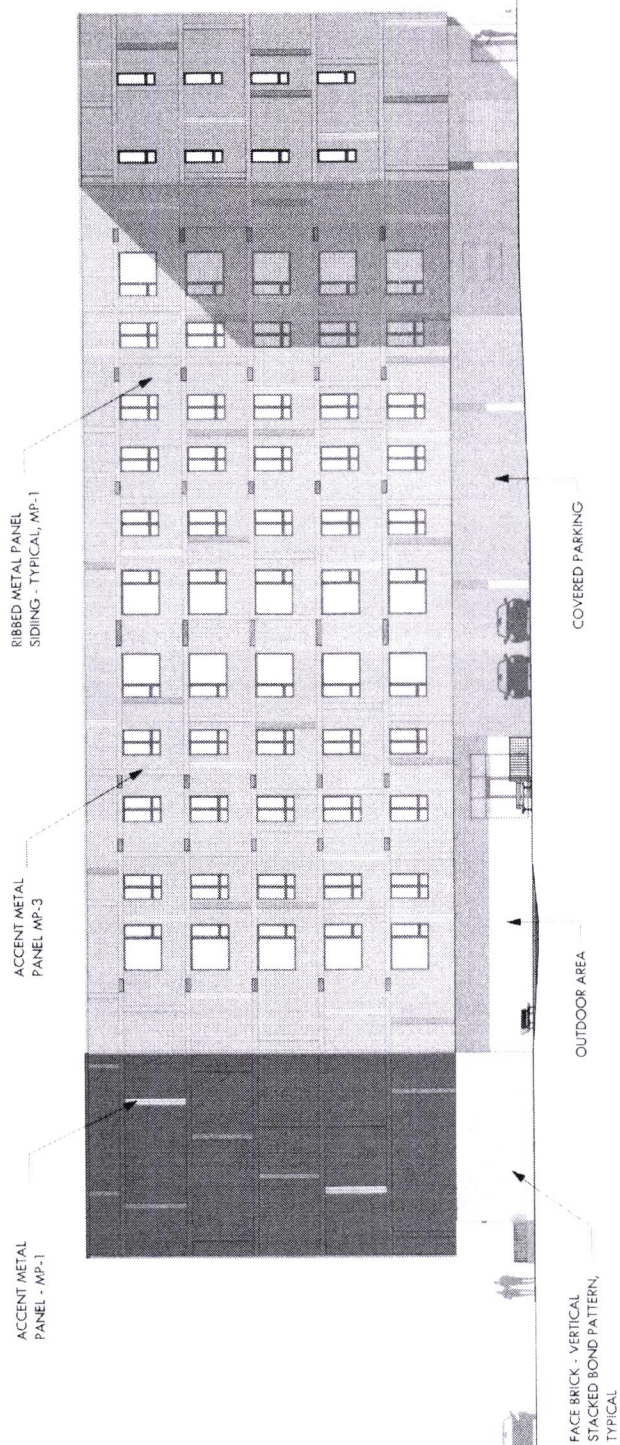 ACCENT METAL
PANEL - MP-1
ACCENT METAL
PANEL MP-3
RIBBED METAL PANEL
SIDIING - TYPICAL, MP-1
FACE BRICK - VERTICAL
STACKED BOND PATTERN,
TYPICAL
OUTDOOR AREA
COVERED PARKING